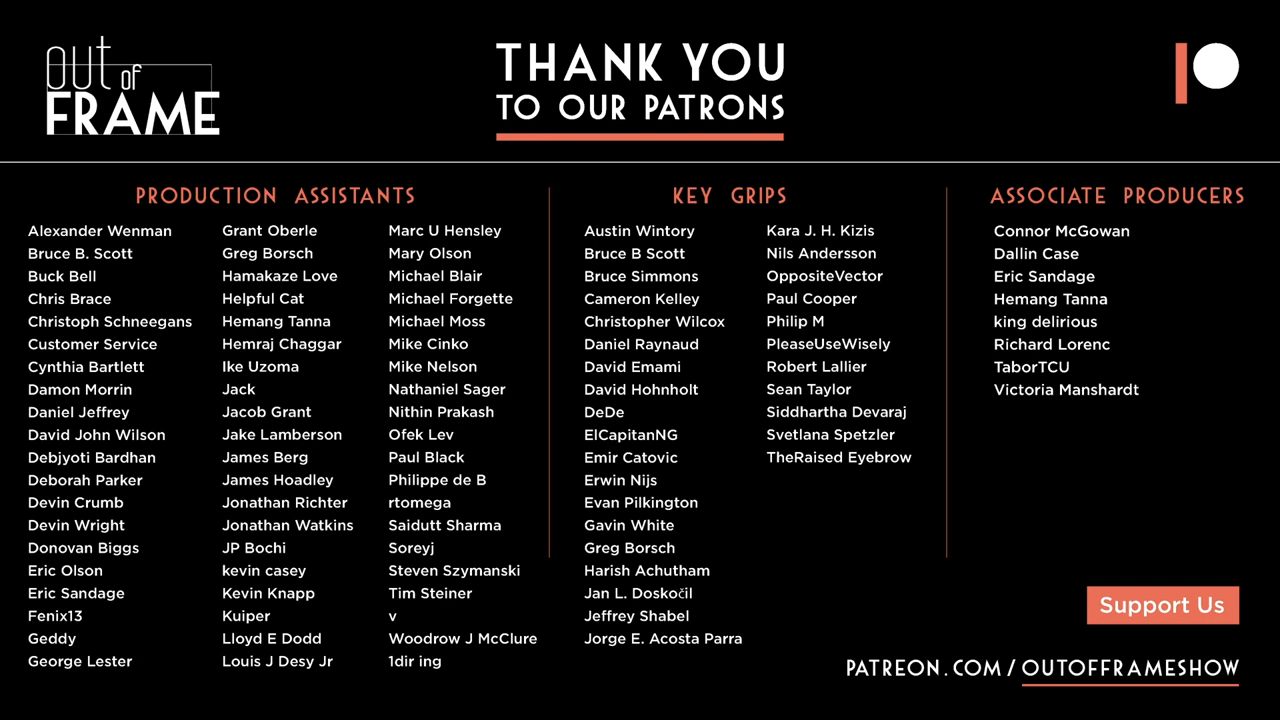 out of
FRAME
THANK YOU
TO OUR PATRONS
PRODUCTION ASSISTANTS
Alexander Wenman
Bruce B. Scott
Buck Bell
Chris Brace
Christoph Schneegans
Customer Service
Cynthia Bartlett
Damon Morrin
Daniel Jeffrey
David John Wilson
Debjyoti Bardhan
Deborah Parker
Devin Crumb
Devin Wright
Donovan Biggs
Eric Olson
Eric Sandage
Fenix13
Geddy
George Lester
Grant Oberle
Greg Borsch
Hamakaze Love
Helpful Cat
Hemang Tanna
Hemraj Chaggar
Ike Uzoma
Jack
Jacob Grant
Jake Lamberson
James Berg
James Hoadley
Jonathan Richter
Jonathan Watkins
JP Bochi
kevin casey
Kevin Knapp
Kuiper
Lloyd E Dodd
Louis J Desy Jr
Marc U Hensley
Mary Olson
Michael Blair
Michael Forgette
Michael Moss
Mike Cinko
Mike Nelson
Nathaniel Sager
Nithin Prakash
Ofek Lev
Paul Black
Philippe de B
rtomega
Saidutt Sharma
Soreyj
Steven Szymanski
Tim Steiner
v
Woodrow J McClure
1dir ing
KEY GRIPS
Austin Wintory
Bruce B Scott
Bruce Simmons
Cameron Kelley
Christopher Wilcox
Daniel Raynaud
David Emami
David Hohnholt
DeDe
ElCapitanNG
Emir Catovic
Erwin Nijs
Evan Pilkington
Gavin White
Greg Borsch
Harish Achutham
Jan L. Doskočil
Jeffrey Shabel
Jorge E. Acosta Parra
Kara J. H. Kizis
Nils Andersson
OppositeVector
Paul Cooper
Philip M
PleaseUseWisely
Robert Lallier
Sean Taylor
Siddhartha Devaraj
Svetlana Spetzler
TheRaised Eyebrow
ASSOCIATE PRODUCERS
Connor McGowan
Dallin Case
Eric Sandage
Hemang Tanna
king delirious
Richard Lorenc
TaborTCU
Victoria Manshardt
Support Us
PATREON.COM/OUTOFFRAMESHOW